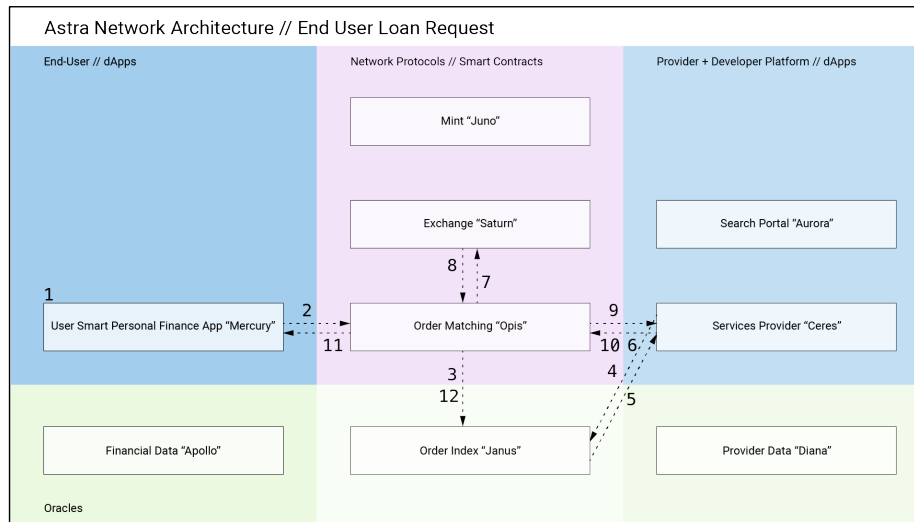 Astra Network Architecture // End User Loan Request
End-User // dApps
Network Protocols // Smart Contracts
Provider + Developer Platform // dApps
Mint “Juno”
Exchange “Saturn”
Search Portal “Aurora”
8
7
1
2
9
User Smart Personal Finance App “Mercury”
Order Matching “Opis”
Services Provider “Ceres”
11
10 6
3
4
12
5
Financial Data “Apollo”
Order Index “Janus”
Provider Data “Diana”
Oracles